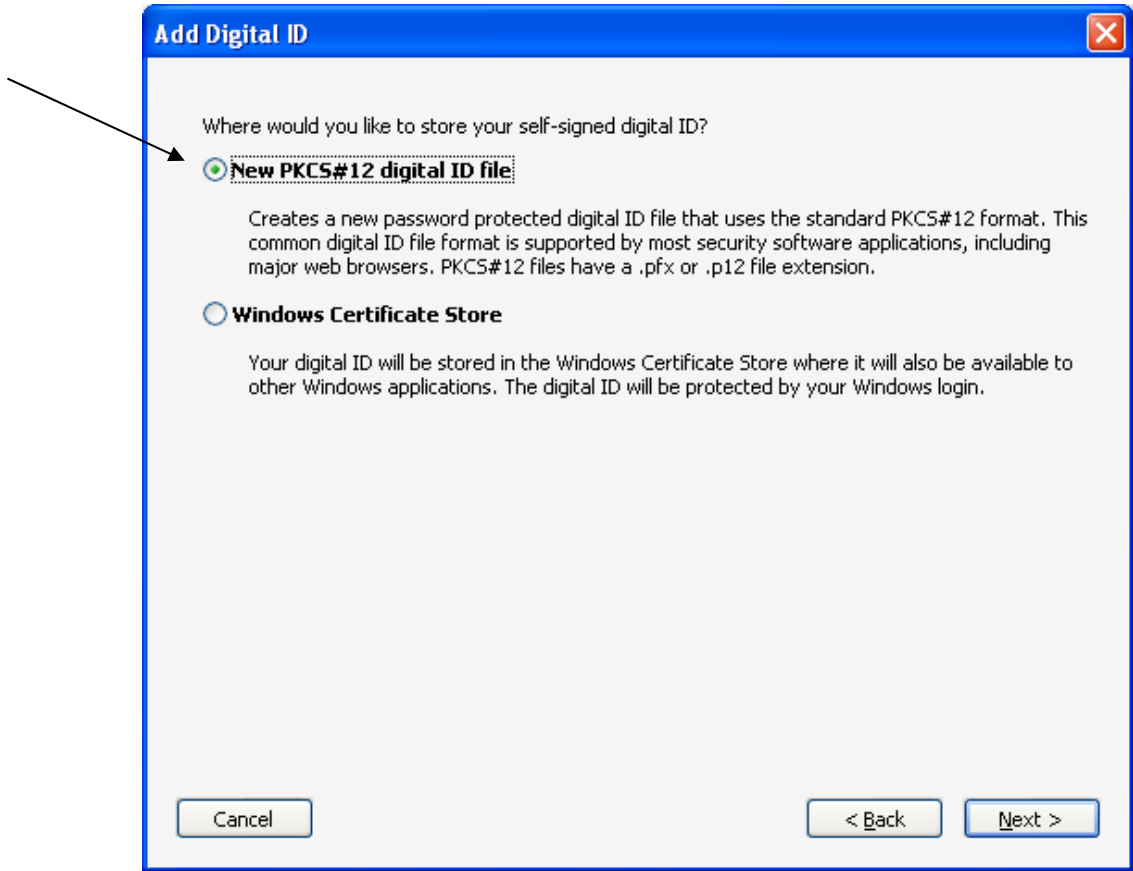 Add Digital ID
Where would you like to store your self-signed digital ID?
New PKCS#12 digital ID file
Creates a new password protected digital ID file that uses the standard PKCS#12 format. This
common digital ID file format is supported by most security software applications, including
major web browsers. PKCS#12 files have a .pfx or .p12 file extension.
Windows Certificate Store
Your digital ID will be stored in the Windows Certificate Store where it will also be available to
other Windows applications. The digital ID will be protected by your Windows login.
Cancel
< Back
Next >